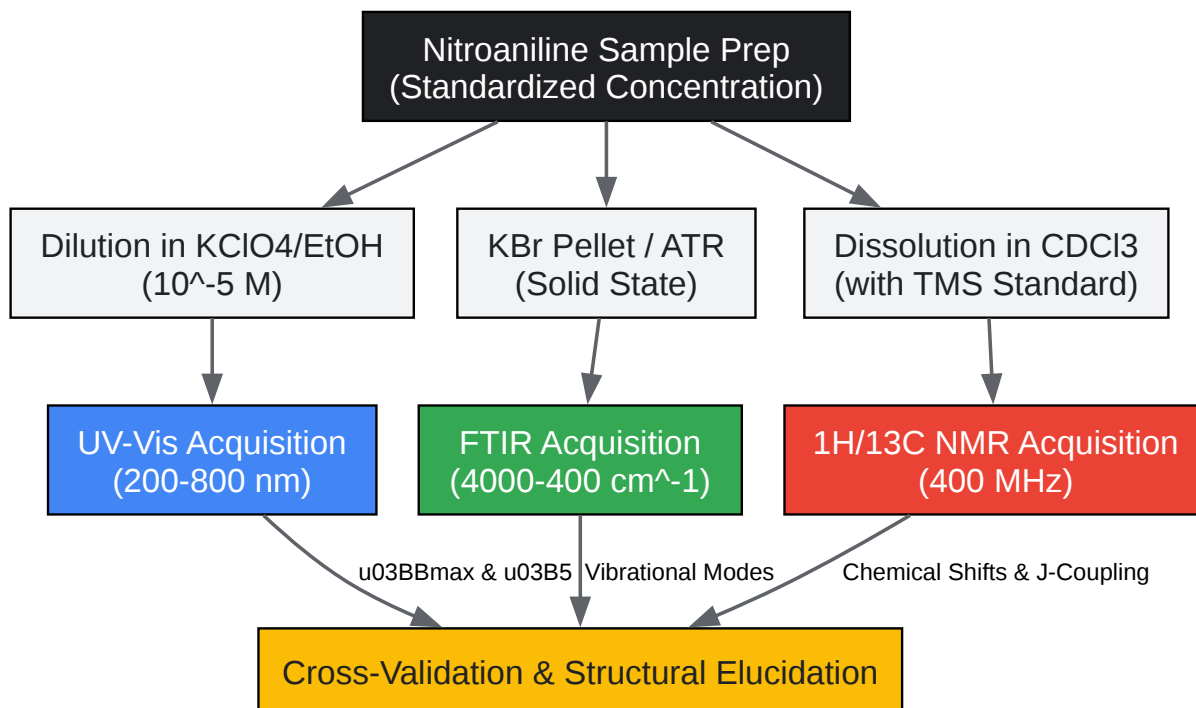 Nitroaniline Sample Prep
(Standardized Concentration)
Dilution in KClO4/EtOH
(10^-5 M)
KBr Pellet / ATR
(Solid State)
Dissolution in CDCl3
(with TMS Standard)
UV-Vis Acquisition
(200-800 nm)
FTIR Acquisition
(4000-400 cm^-1)
1H/13C NMR Acquisition
(400 MHz)
u03BBmax & u03B5
Vibrational Modes
Chemical Shifts & J-Coupling
Cross-Validation & Structural Elucidation